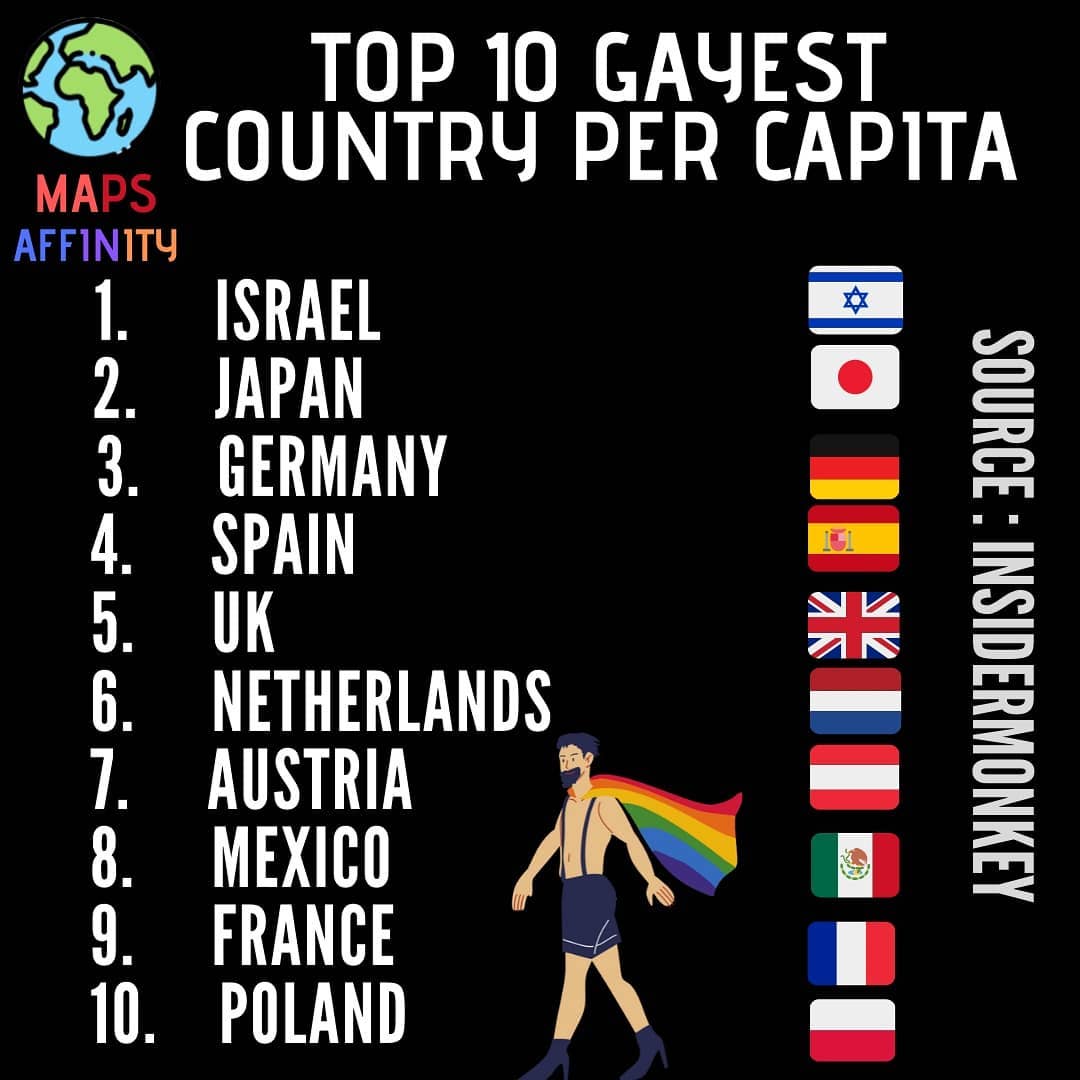 TOP 10 GAYEST
COUNTRY PER CAPITA
MAPS
AFFINITY
1. ISRAEL
2. JAPAN
3. GERMANY
4. SPAIN
5. UK
6. NETHERLANDS
7. AUSTRIA
8. MEXICO
9. FRANCE
10. POLAND
SOURCE : INSIDERMONKEY